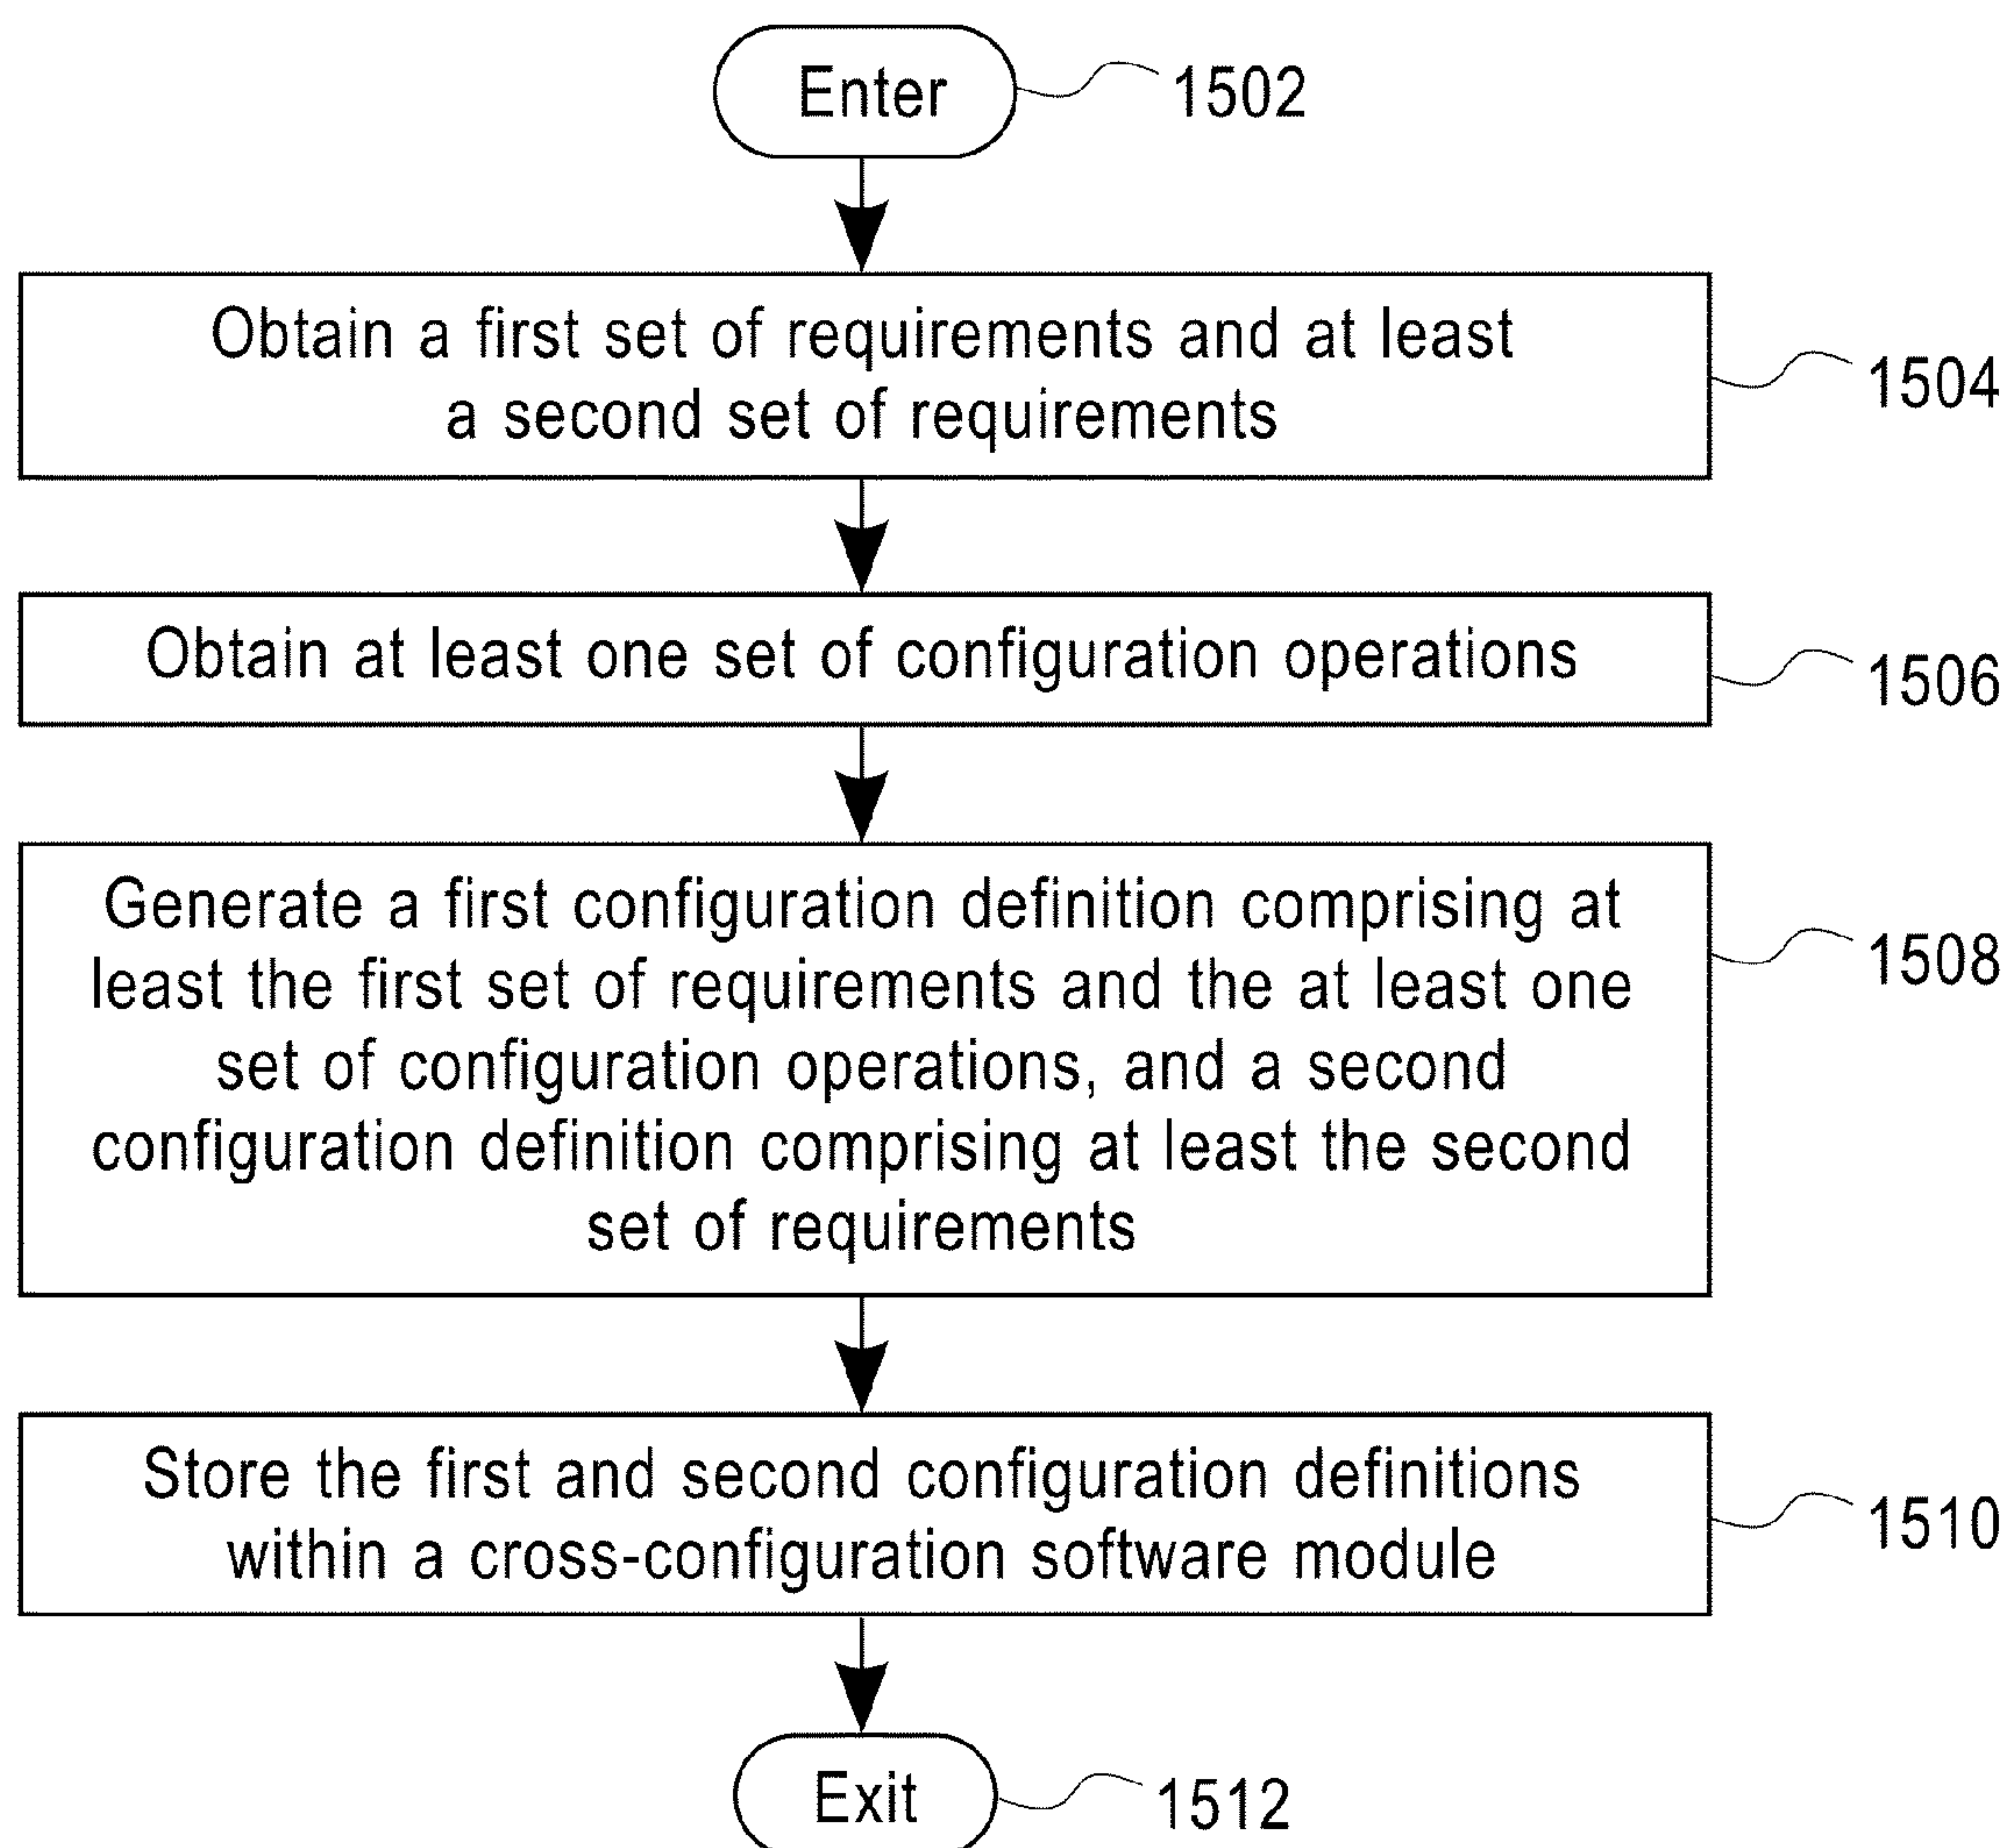 Enter
1502
Obtain a first set of requirements and at least
a second set of requirements
1504
Obtain at least one set of configuration operations
1506
Generate a first configuration definition comprising at
least the first set of requirements and the at least one
set of configuration operations, and a second
configuration definition comprising at least the second
set of requirements
1508
Store the first and second configuration definitions
within a cross-configuration software module
1510
Exit
1512